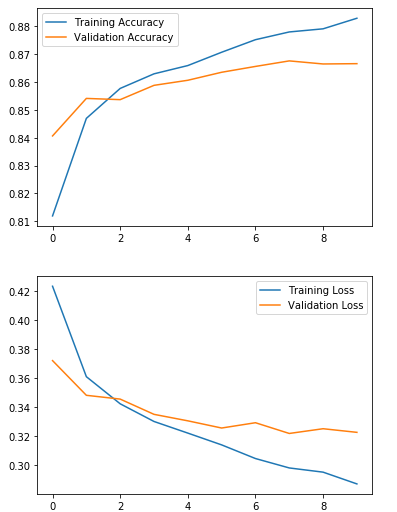 Training Accuracy
Validation Accuracy
0.88
0.87
0.86
0.85
0.84
0.83
0.82
0.81
0 2 4 6 8
Training Loss
Validation Loss
0.42
0.40
0.38
0.36
0.34
0.32
0.30
0 2 4 6 8